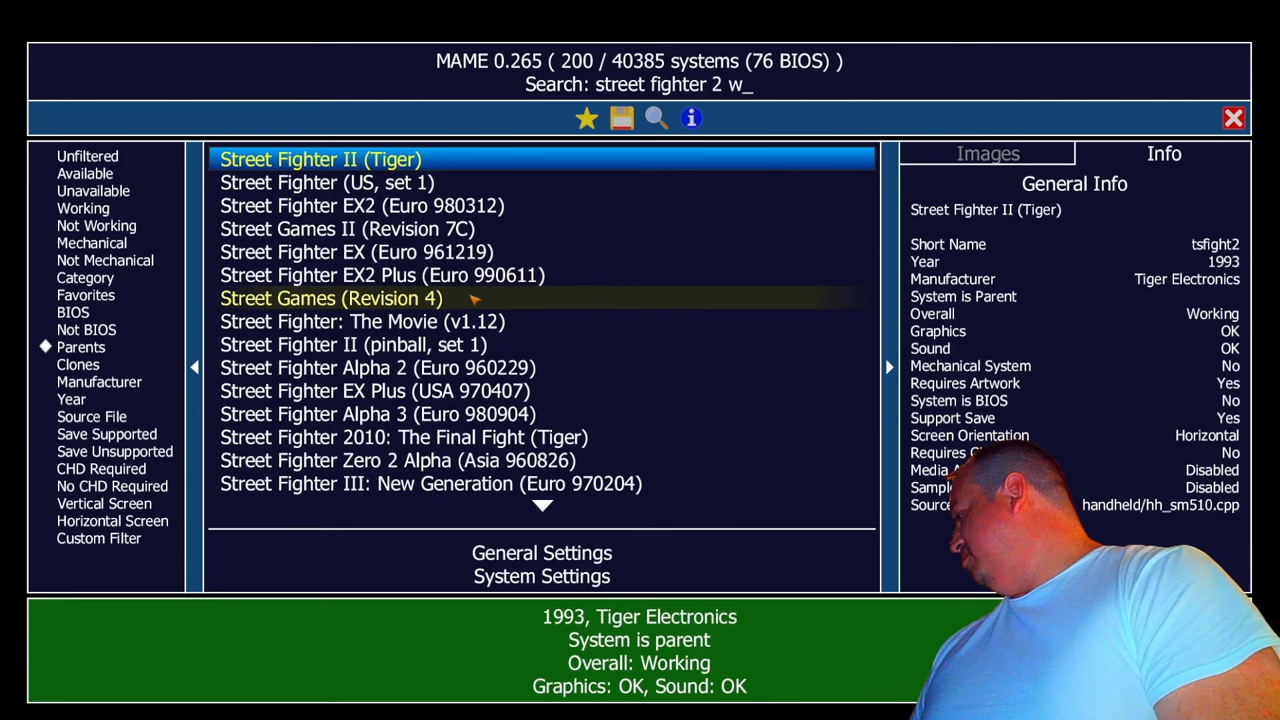 MAME 0.265 ( 200 / 40385 systems (76 BIOS) )
Search: street fighter 2 w_
Unfiltered
Available
Unavailable
Working
Not Working
Mechanical
Not Mechanical
Category
Favorites
BIOS
Not BIOS
Parents
Clones
Manufacturer
Year
Source File
Save Supported
Save Unsupported
CHD Required
No CHD Required
Vertical Screen
Horizontal Screen
Custom Filter
Street Fighter II (Tiger)
Street Fighter (US, set 1)
Street Fighter EX2 (Euro 980312)
Street Games II (Revision 7C)
Street Fighter EX (Euro 961219)
Street Fighter EX2 Plus (Euro 990611)
Street Games (Revision 4)
Street Fighter: The Movie (v1.12)
Street Fighter II (pinball, set 1)
Street Fighter Alpha 2 (Euro 960229)
Street Fighter EX Plus (USA 970407)
Street Fighter Alpha 3 (Euro 980904)
Street Fighter 2010: The Final Fight (Tiger)
Street Fighter Zero 2 Alpha (Asia 960826)
Street Fighter III: New Generation (Euro 970204)
General Settings
System Settings
Images Info
General Info
Street Fighter II (Tiger)
Short Name tsfight2
Year 1993
Manufacturer Tiger Electronics
System is Parent
Overall Working
Graphics OK
Sound OK
Mechanical System No
Requires Artwork Yes
System is BIOS No
Support Save Yes
Screen Orientation Horizontal
Requires No
Media Disabled
Disabled
handheld/hh_sm510.cpp
1993, Tiger Electronics
System is parent
Overall: Working
Graphics: OK, Sound: OK